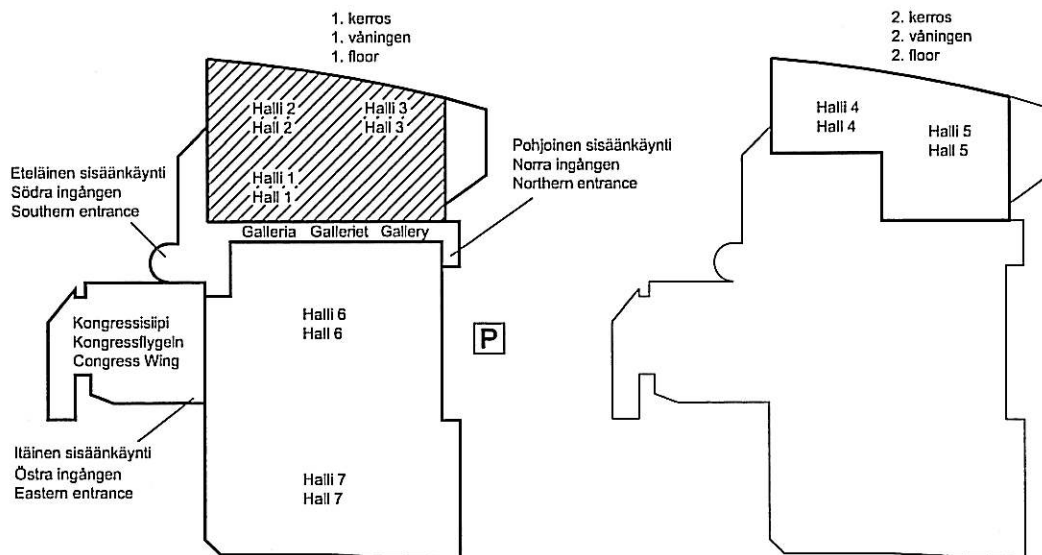 1. kerros
1. våningen
1. floor
Halli 2
Hall 2
Halli 3
Hall 3
Halli 1
Hall 1
Galleria Galleriet Gallery
Eteläinen sisäänkäynti
Södra ingången
Southern entrance
Pohjoinen sisäänkäynti
Norra ingången
Northern entrance
Halli 6
Hall 6
Kongressisiipi
Kongressflygeln
Congress Wing
P
Itäinen sisäänkäynti
Östra ingången
Eastern entrance
Halli 7
Hall 7
2. kerros
2. våningen
2. floor
Halli 4
Hall 4
Halli 5
Hall 5